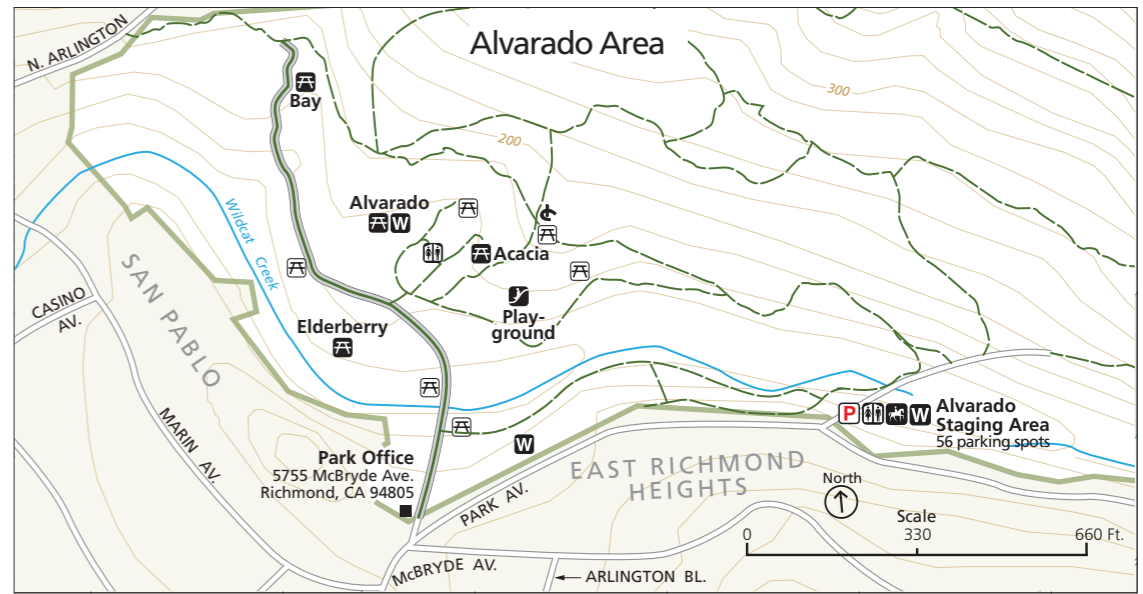 Alvarado Area
N. ARLINGTON
Bay
300
200
Alvarado
W
Wildcat Creek
Acacia
SAN PABLO
CASINO
AV.
Play-
ground
Elderberry
MARIN AV.
P
W
Alvarado
Staging Area
56 parking spots
W
Park Office
5755 McBryde Ave.
Richmond, CA 94805
EAST RICHMOND
HEIGHTS
PARK AV.
North
Scale
0 330 660 Ft.
McBRYDE AV.
ARLINGTON BL.